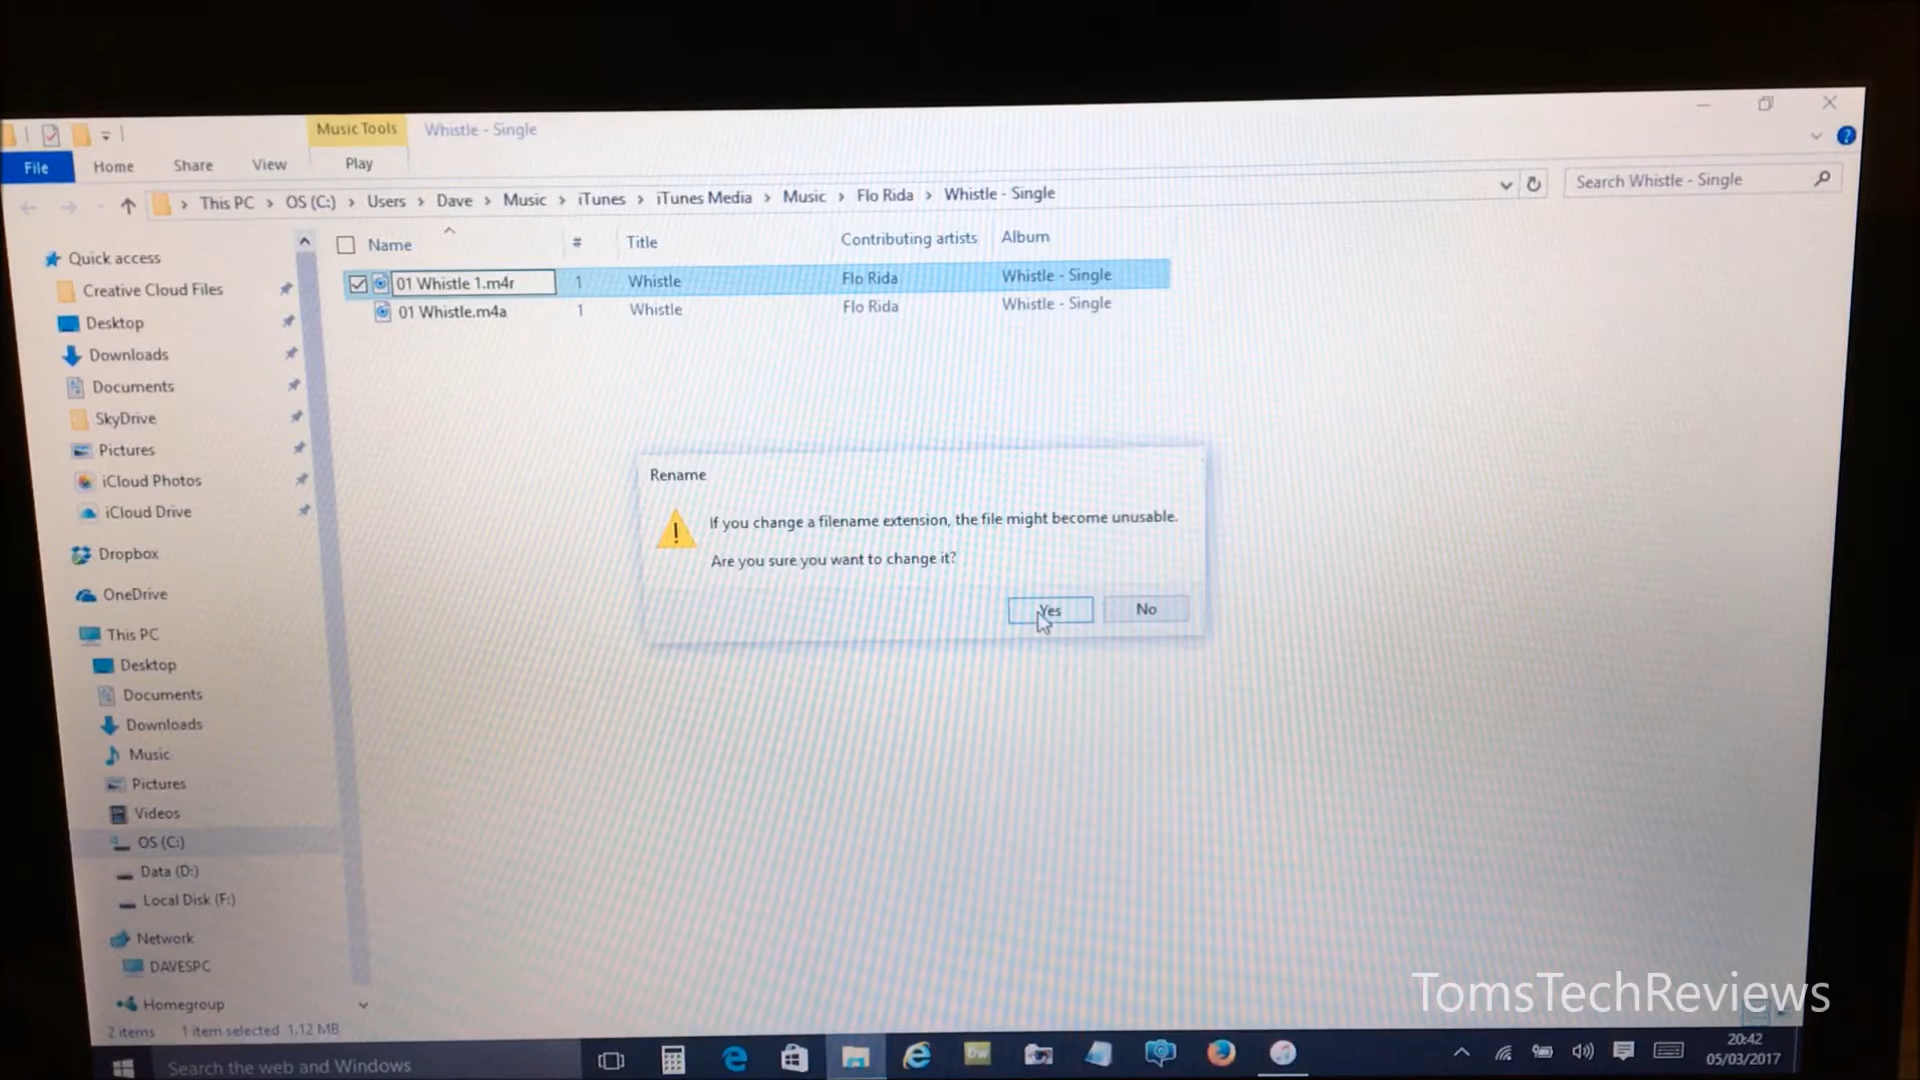 Music Tools Whistle - Single
File Home Share View Play
This PC > OS (C:) > Users > Dave > Music > iTunes > iTunes Media > Music > Flo Rida > Whistle - Single
Search Whistle - Single
Name # Title Contributing artists Album
01 Whistle 1.m4r 1 Whistle Flo Rida Whistle - Single
01 Whistle.m4a 1 Whistle Flo Rida Whistle - Single
Quick access
Creative Cloud Files
Desktop
Downloads
Documents
SkyDrive
Pictures
iCloud Photos
iCloud Drive
Dropbox
OneDrive
This PC
Desktop
Documents
Downloads
Music
Pictures
Videos
OS (C:)
Data (D:)
Local Disk (F:)
Network
DAVESPC
Homegroup
Rename
If you change a filename extension, the file might become unusable.
Are you sure you want to change it?
Yes No
2 items 1 item selected 1.12 MB
TomsTechReviews
Search the web and Windows
Dw
20:42
05/03/2017